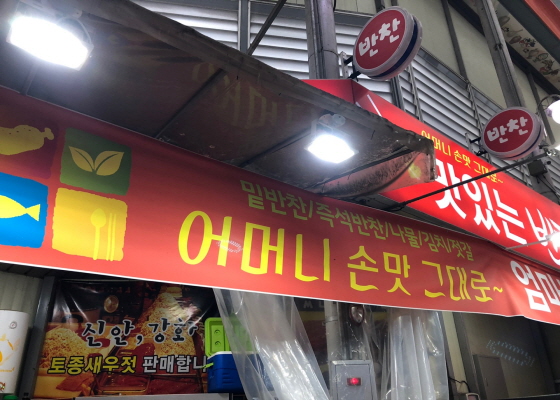 반찬
반찬
어머니 손맛 그대로~
맛있는
밑반찬/즉석반찬/나물/김치/젓갈
어머니 손맛 그대로~
신안, 강화
토종새우젓 판매합니